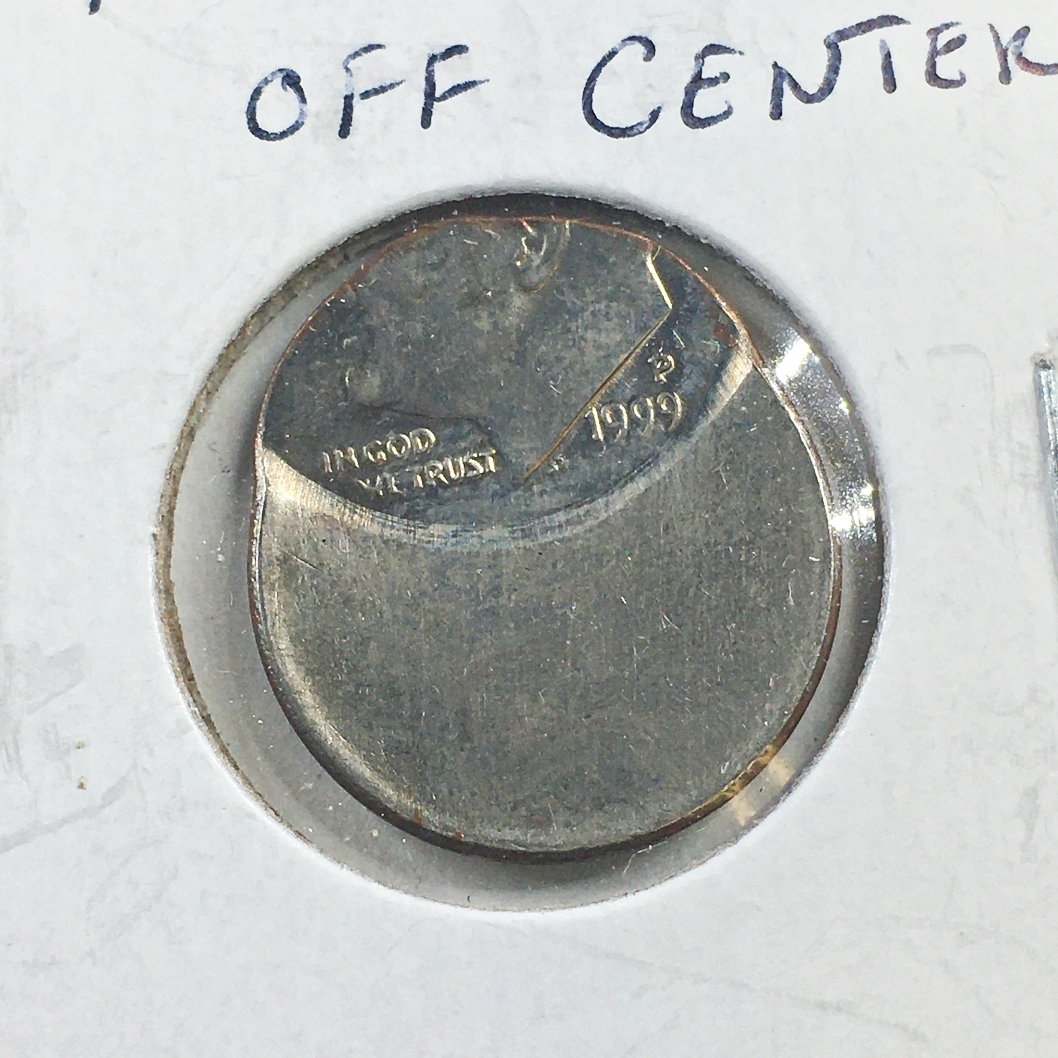 OFF CENTER
IN GOD
WE TRUST
1999